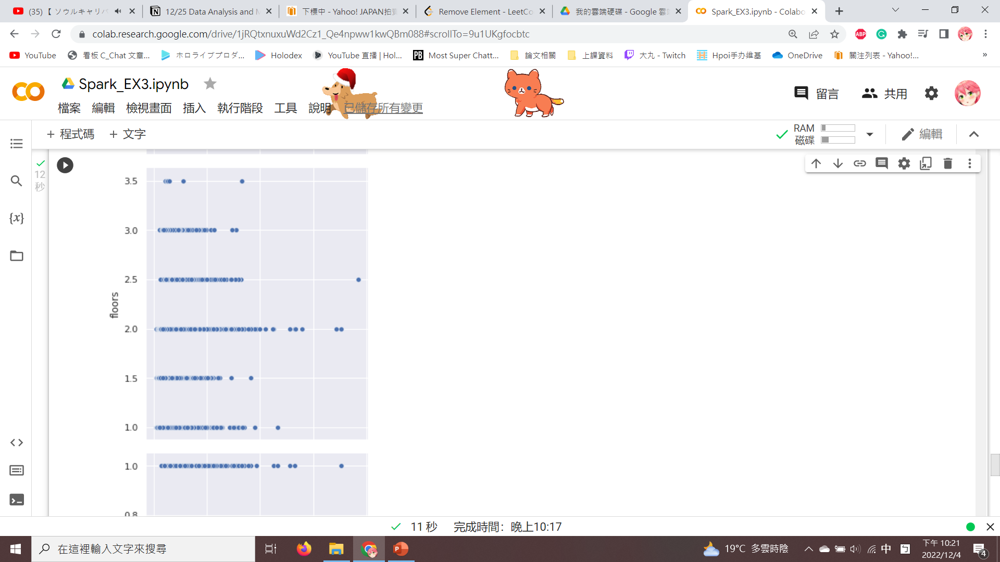 (35)【 ソウルキャリバ
12/25 Data Analysis and M
下標中 - Yahoo! JAPAN拍賣
Remove Element - LeetCo
我的雲端硬碟 - Google 雲端
Spark_EX3.ipynb - Colabo
colab.research.google.com/drive/1jRQtxnuxuWd2Cz1_Qe4npww1kwQBm088#scrollTo=9u1UKgfocbtc
ABP
YouTube
看板 C_Chat 文章...
ホロライブプロダ...
Holodex
YouTube 直播 | Hol...
PB
Most Super Chatt...
論文相關
上課資料
大丸 - Twitch
Hpoi手办维基
OneDrive
關注列表 - Yahoo!...
»
Spark_EX3.ipynb
留言
共用
檔案 編輯 檢視畫面 插入 執行階段 工具 說明 已儲存所有變更
+ 程式碼 + 文字
RAM
磁碟
編輯
12
秒
{x}
3.5
3.0
2.5
floors
2.0
1.5
1.0
1.0
0.8
11 秒 完成時間：晚上10:17
在這裡輸入文字來搜尋
19°C 多雲時陰
中
下午 10:21
2022/12/4
4